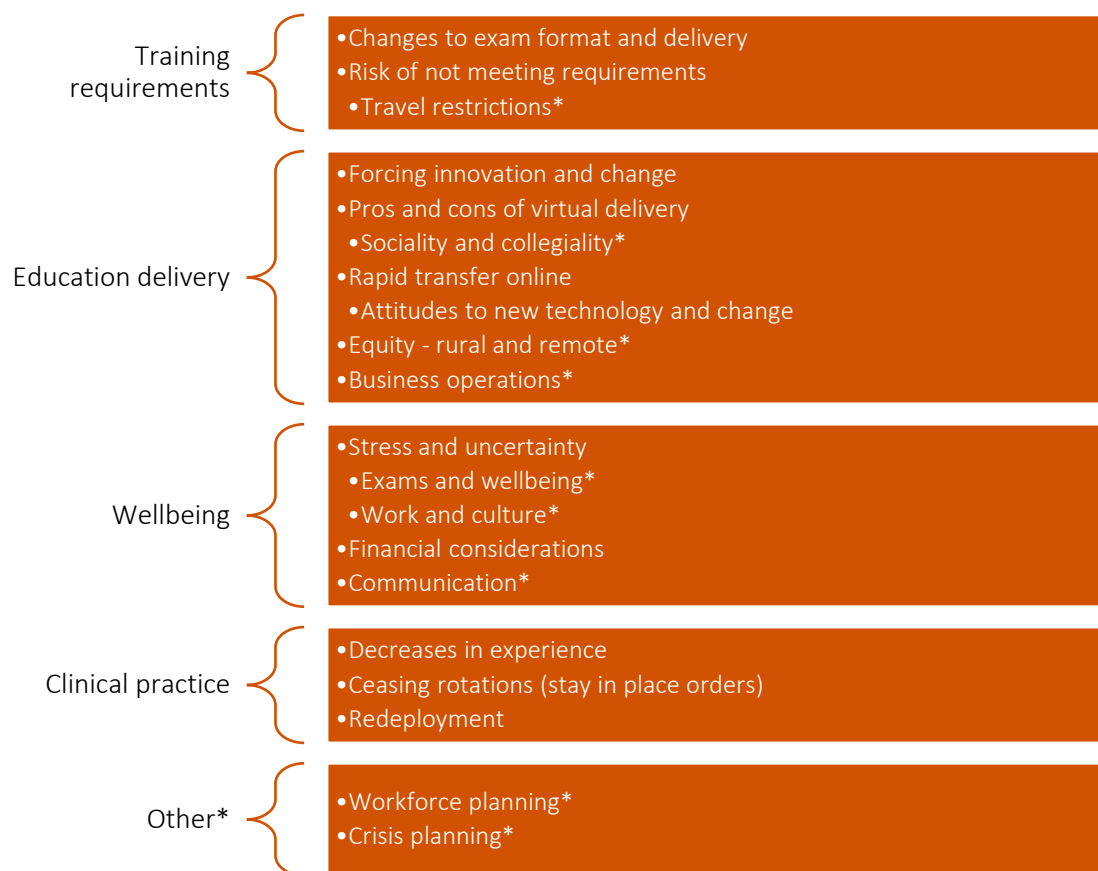 Training
requirements
•Changes to exam format and delivery
•Risk of not meeting requirements
•Travel restrictions*
Education delivery
•Forcing innovation and change
•Pros and cons of virtual delivery
•Sociality and collegiality*
•Rapid transfer online
•Attitudes to new technology and change
•Equity - rural and remote*
•Business operations*
Wellbeing
•Stress and uncertainty
•Exams and wellbeing*
•Work and culture*
•Financial considerations
•Communication*
Clinical practice
•Decreases in experience
•Ceasing rotations (stay in place orders)
•Redeployment
Other*
•Workforce planning*
•Crisis planning*